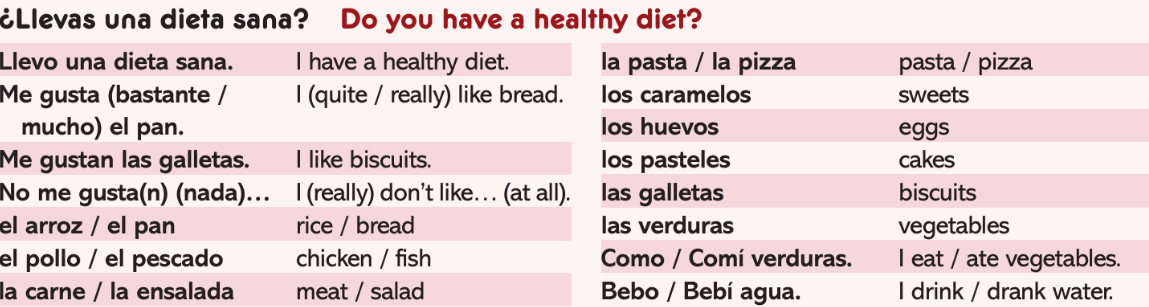 ¿Llevas una dieta sana? Do you have a healthy diet?
Llevo una dieta sana. I have a healthy diet.
Me gusta (bastante / I (quite / really) like bread.
mucho) el pan.
Me gustan las galletas. I like biscuits.
No me gusta(n) (nada)… I (really) don't like… (at all).
el arroz / el pan rice / bread
el pollo / el pescado chicken / fish
la carne / la ensalada meat / salad
la pasta / la pizza pasta / pizza
los caramelos sweets
los huevos eggs
los pasteles cakes
las galletas biscuits
las verduras vegetables
Como / Comí verduras. I eat / ate vegetables.
Bebo / Bebí agua. I drink / drank water.